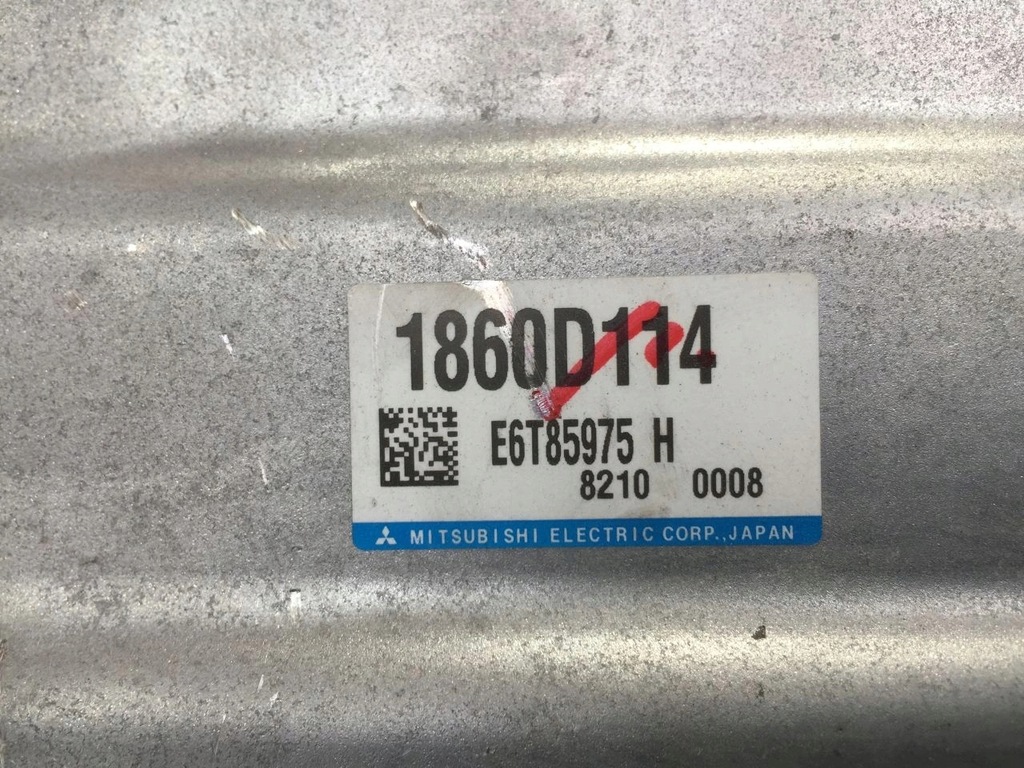 1860D114
E6T85975 H
8210 0008
MITSUBISHI ELECTRIC CORP.,JAPAN